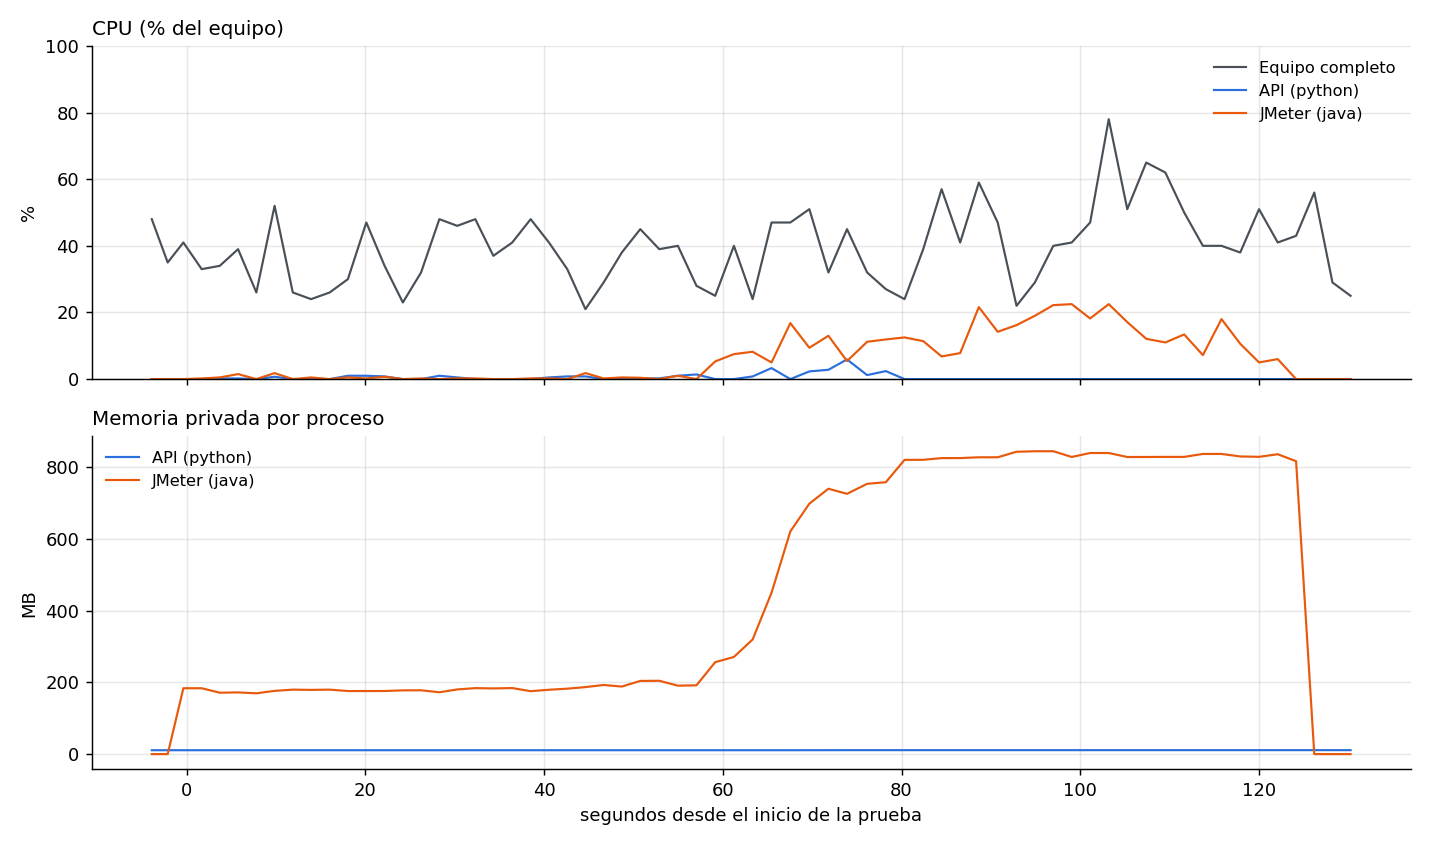 CPU (% del equipo)
100
80
60
40
20
0
%
Equipo completo
API (python)
JMeter (java)
Memoria privada por proceso
800
600
400
200
0
MB
API (python)
JMeter (java)
0 20 40 60 80 100 120
segundos desde el inicio de la prueba